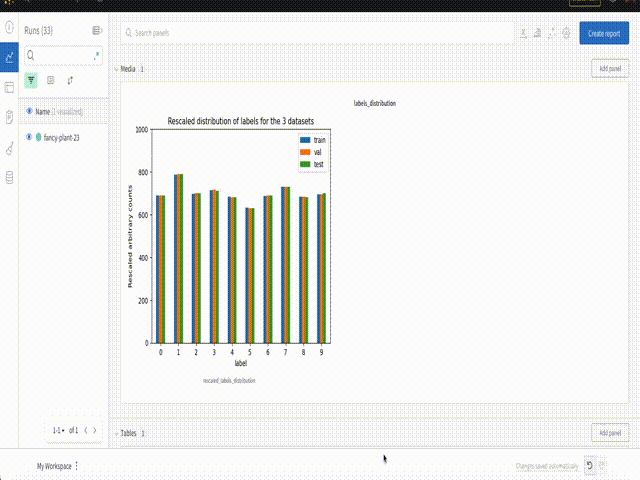 Runs (33)
Search panels
Create report
Media 1
Add panel
labels_distribution
Name (1 visualized)
fancy-plant-23
Rescaled distribution of labels for the 3 datasets
train
val
test
Rescaled arbitrary counts
1000
800
600
400
200
0
0 1 2 3 4 5 6 7 8 9
label
rescaled_labels_distribution
1-1 of 1
Tables 3
Add panel
My Workspace
Changes saved automatically